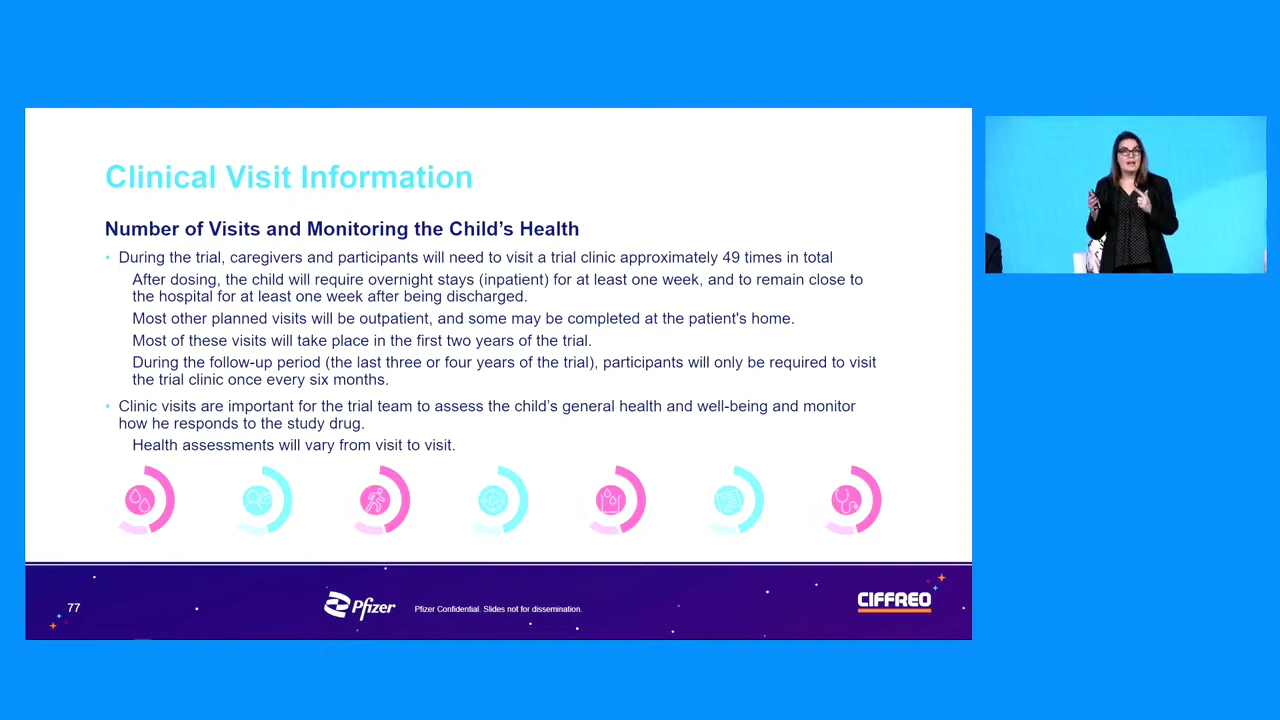 Clinical Visit Information
Number of Visits and Monitoring the Child’s Health
• During the trial, caregivers and participants will need to visit a trial clinic approximately 49 times in total
After dosing, the child will require overnight stays (inpatient) for at least one week, and to remain close to
the hospital for at least one week after being discharged.
Most other planned visits will be outpatient, and some may be completed at the patient's home.
Most of these visits will take place in the first two years of the trial.
During the follow-up period (the last three or four years of the trial), participants will only be required to visit
the trial clinic once every six months.
• Clinic visits are important for the trial team to assess the child’s general health and well-being and monitor
how he responds to the study drug.
Health assessments will vary from visit to visit.
77
Pfizer
Pfizer Confidential. Slides not for dissemination.
CIFFREO